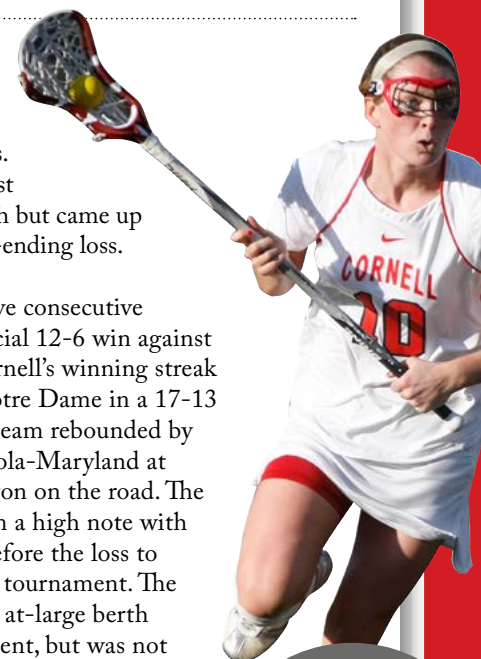 s.
st
h but came up
-ending loss.
ve consecutive
cial 12-6 win against
rnell's winning streak
otre Dame in a 17-13
team rebounded by
ola-Maryland at
on on the road. The
n a high note with
efore the loss to
tournament. The
at-large berth
ent, but was not
CORNELL
10